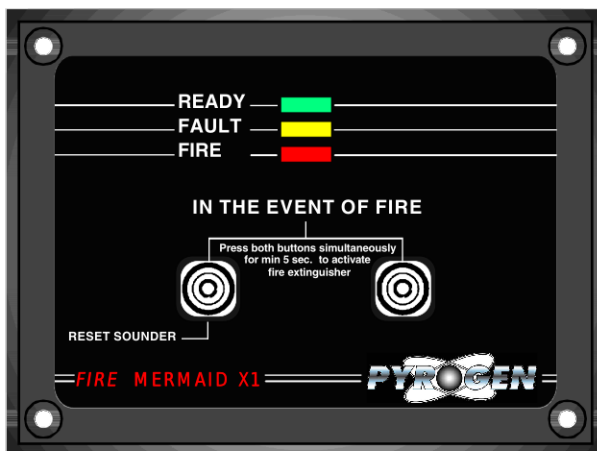 READY
FAULT
FIRE
IN THE EVENT OF FIRE
Press both buttons simultaneously
for min 5 sec. to activate
fire extinguisher
RESET SOUNDER
FIRE MERMAID X1
PYROGEN